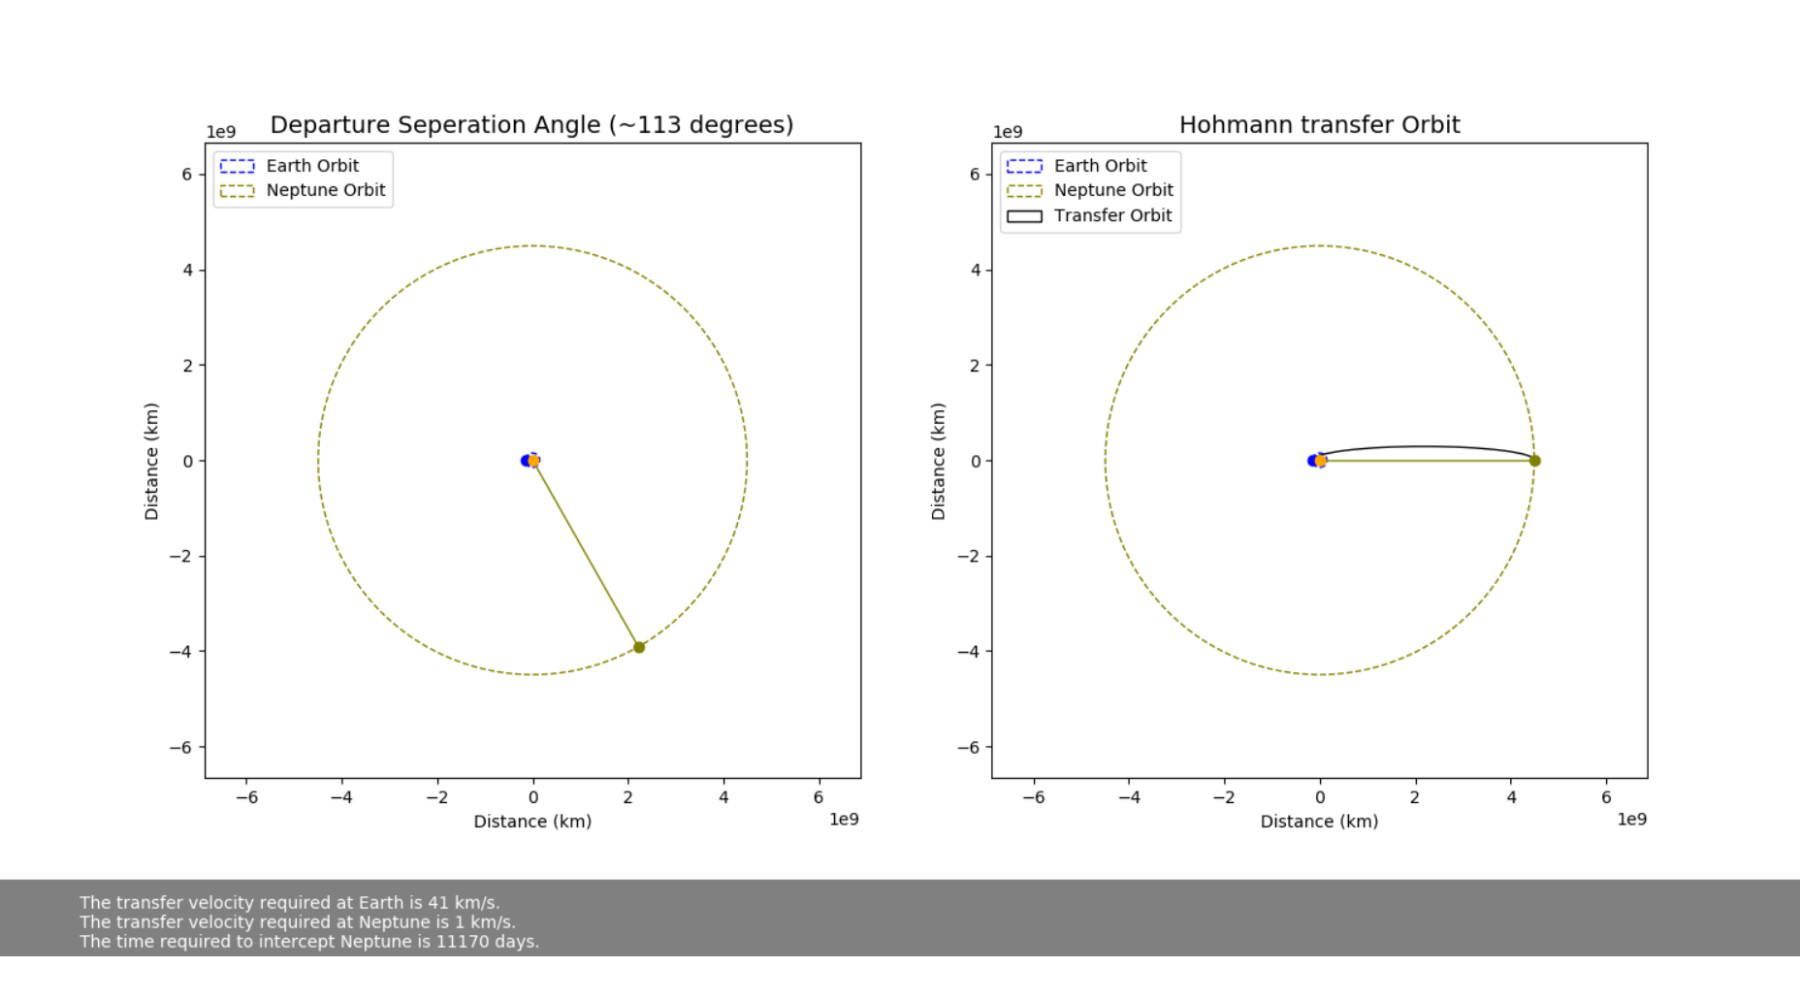 Departure Seperation Angle (~113 degrees)
1e9
Earth Orbit
Neptune Orbit
6
4
2
0
−2
−4
−6
Distance (km)
−6 −4 −2 0 2 4 6
Distance (km)
1e9
Hohmann transfer Orbit
1e9
Earth Orbit
Neptune Orbit
Transfer Orbit
6
4
2
0
−2
−4
−6
Distance (km)
−6 −4 −2 0 2 4 6
Distance (km)
1e9
The transfer velocity required at Earth is 41 km/s.
The transfer velocity required at Neptune is 1 km/s.
The time required to intercept Neptune is 11170 days.